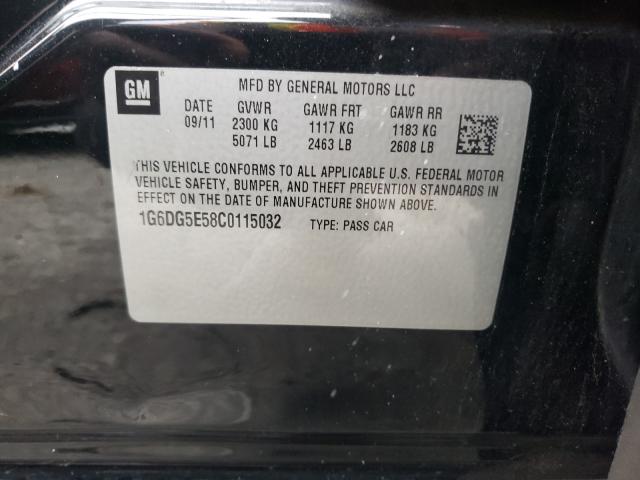 GM
MFD BY GENERAL MOTORS LLC
DATE GVWR GAWR FRT GAWR RR
09/11 2300 KG 1117 KG 1183 KG
5071 LB 2463 LB 2608 LB
THIS VEHICLE CONFORMS TO ALL APPLICABLE U.S. FEDERAL MOTOR
VEHICLE SAFETY, BUMPER, AND THEFT PREVENTION STANDARDS IN
EFFECT ON THE DATE OF MANUFACTURE SHOWN ABOVE.
1G6DG5E58C0115032 TYPE: PASS CAR